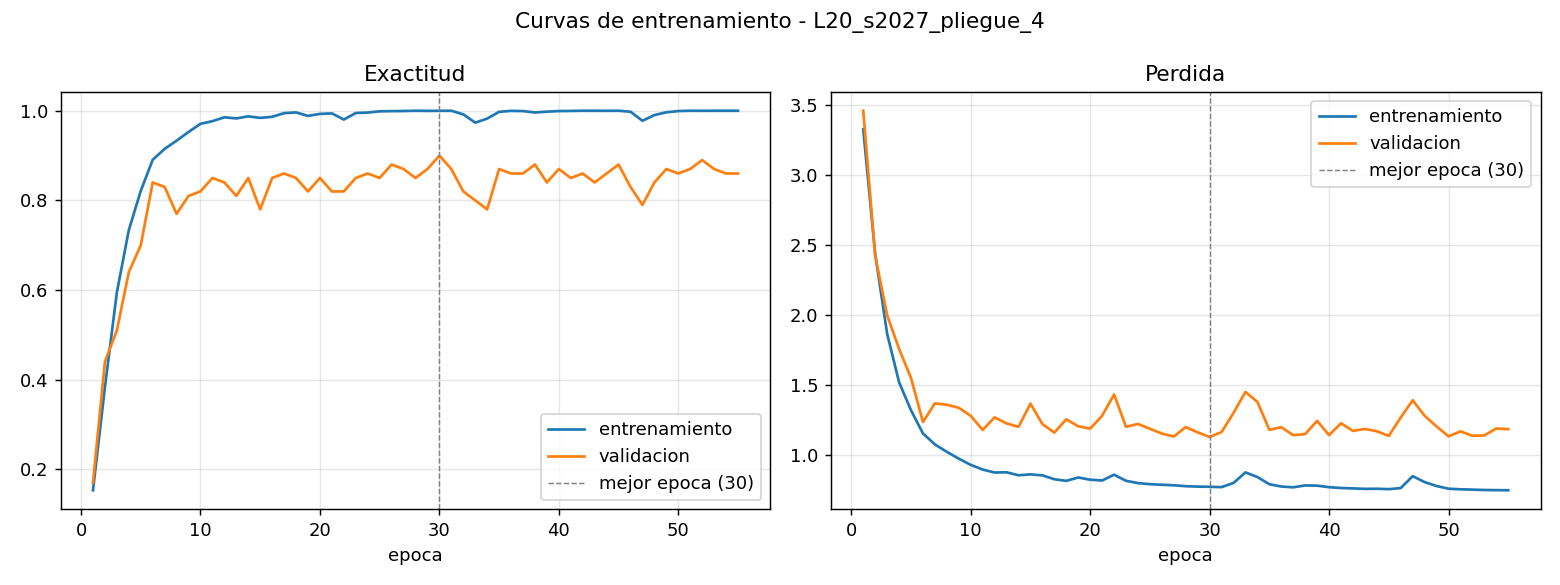 Curvas de entrenamiento - L20_s2027_pliegue_4
Exactitud
1.0
0.8
0.6
0.4
0.2
0
10
20
30
40
50
epoca
entrenamiento
validacion
mejor epoca (30)
Perdida
3.5
3.0
2.5
2.0
1.5
1.0
0
10
20
30
40
50
epoca
entrenamiento
validacion
mejor epoca (30)